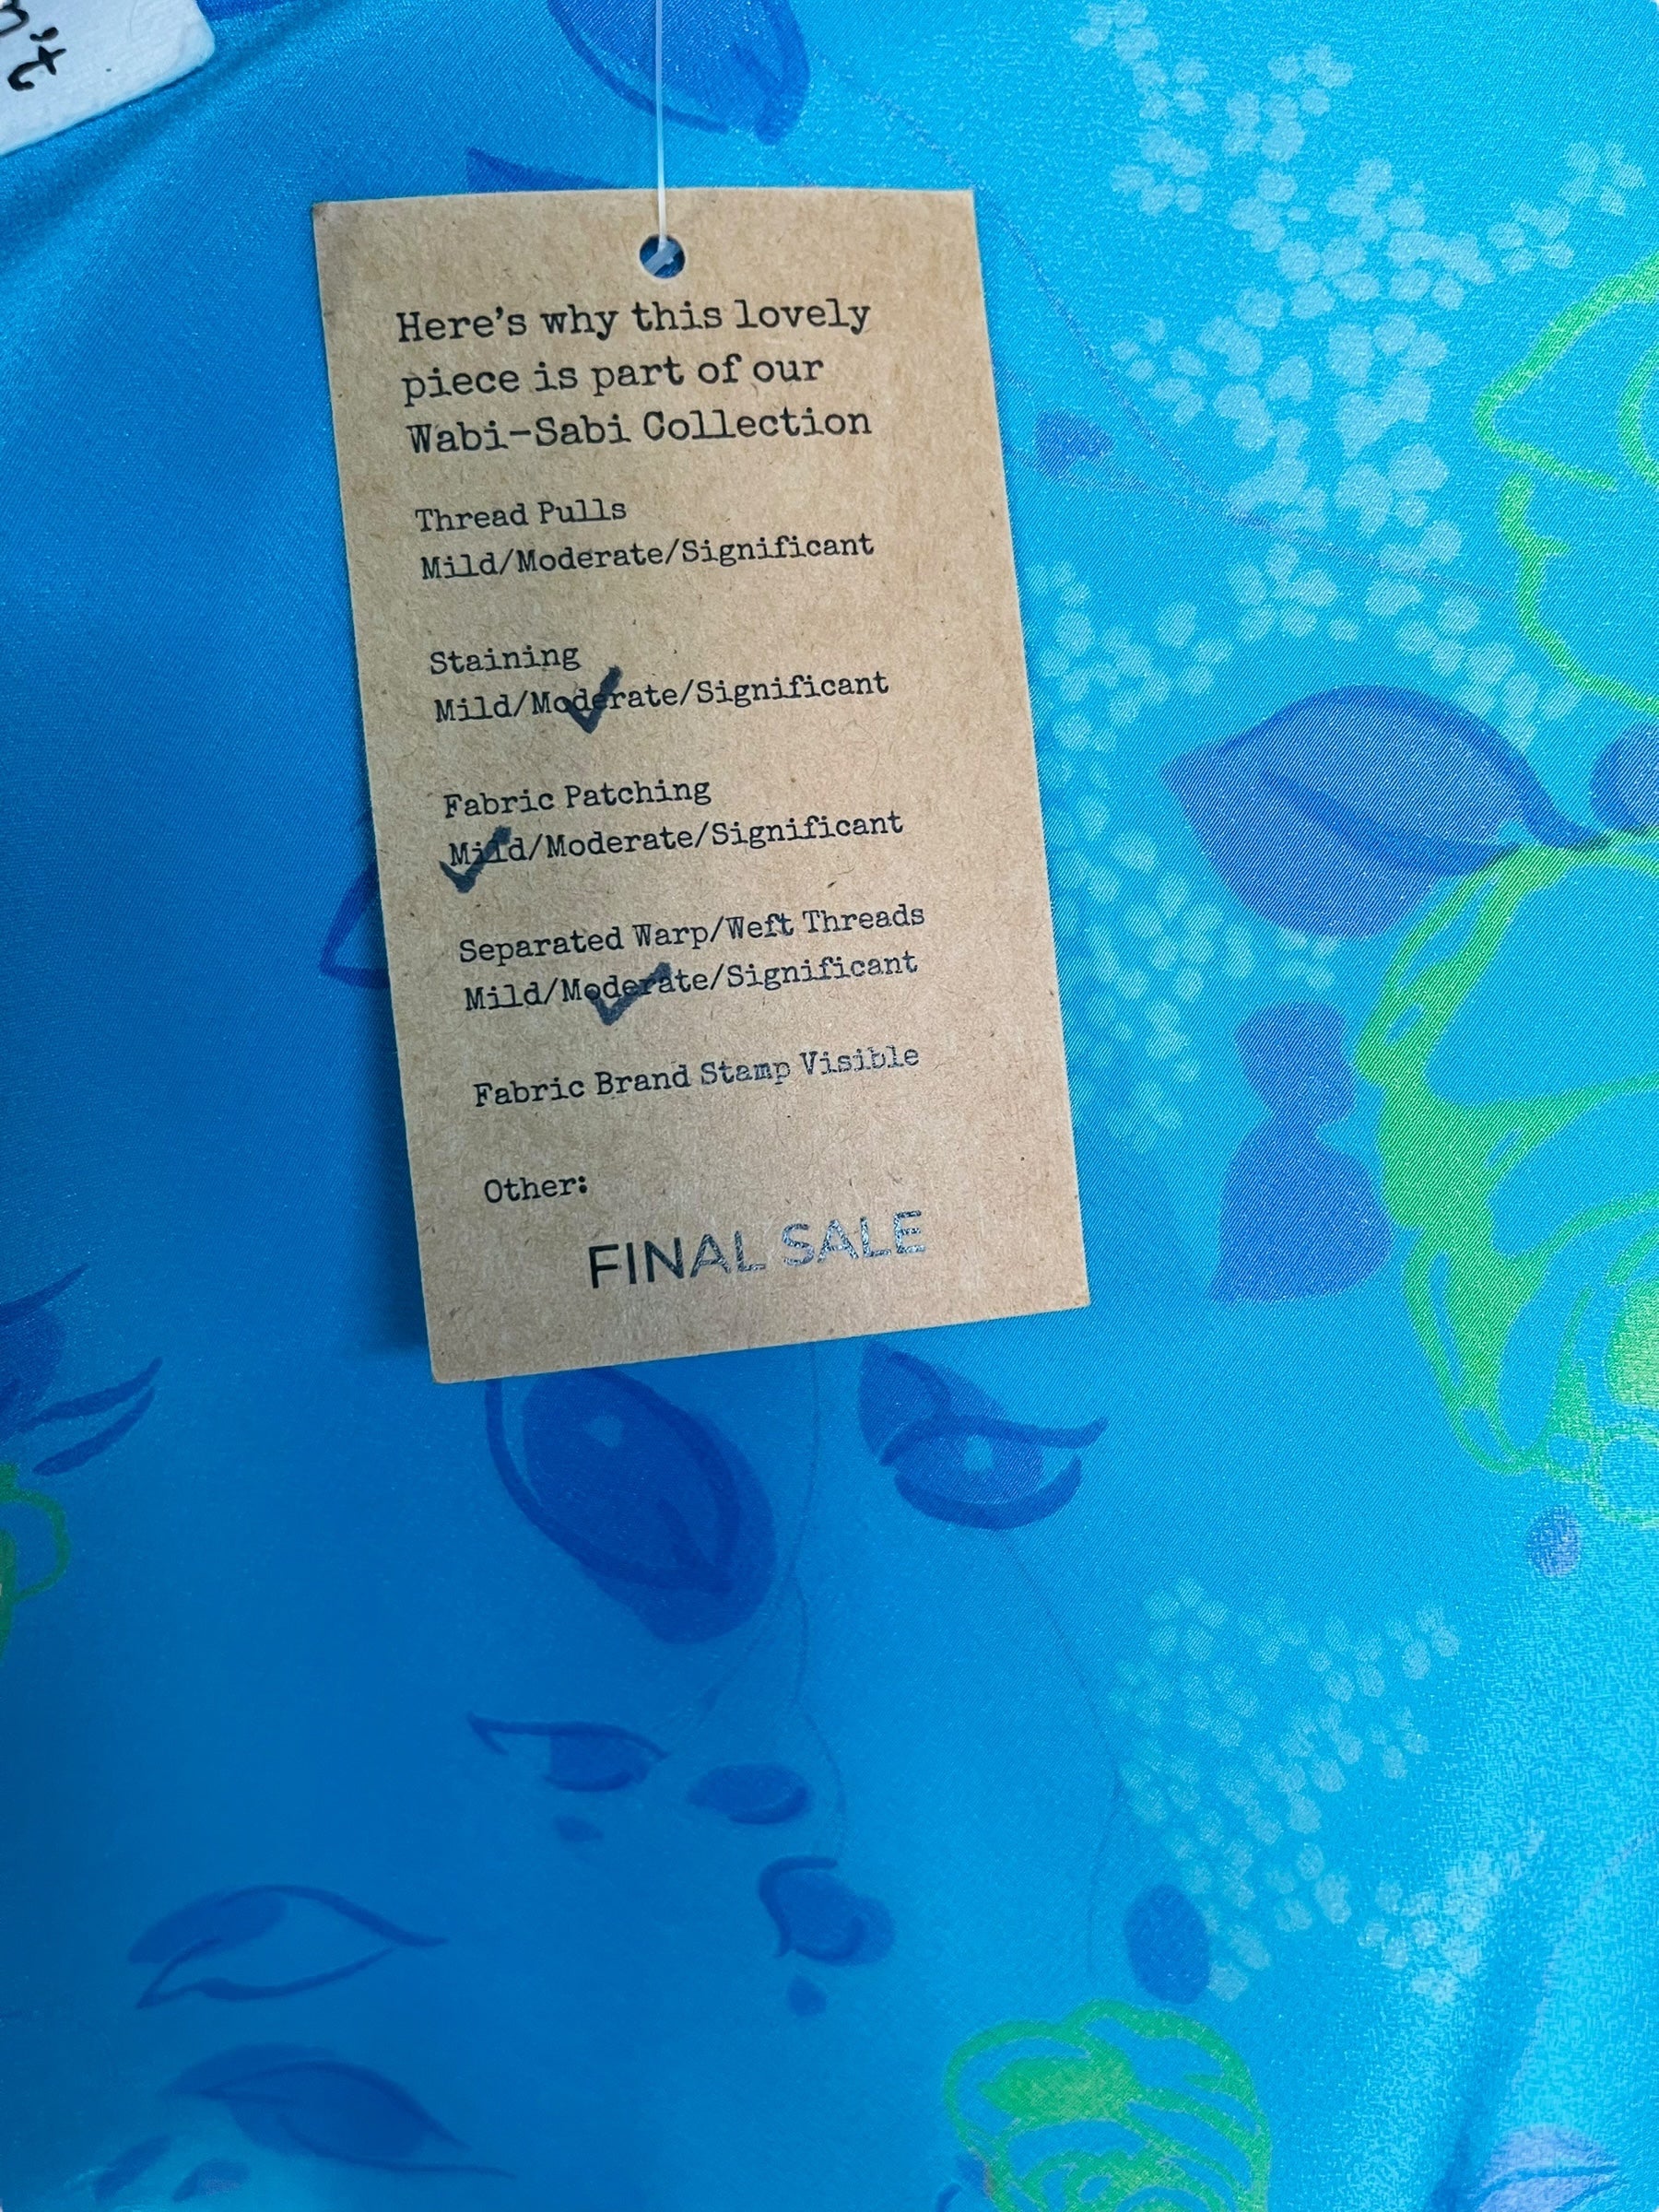 Here's why this lovely
piece is part of our
Wabi-Sabi Collection
Thread Pulls
Mild/Moderate/Significant
Staining
Mild/Moderate/Significant
Fabric Patching
Mild/Moderate/Significant
Separated Warp/Weft Threads
Mild/Moderate/Significant
Fabric Brand Stamp Visible
Other:
FINAL SALE